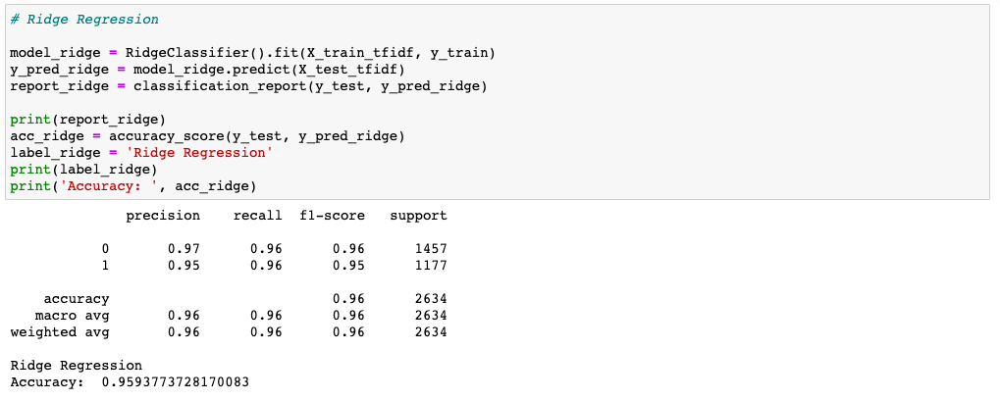 # Ridge Regression
model_ridge = RidgeClassifier().fit(X_train_tfidf, y_train)
y_pred_ridge = model_ridge.predict(X_test_tfidf)
report_ridge = classification_report(y_test, y_pred_ridge)
print(report_ridge)
acc_ridge = accuracy_score(y_test, y_pred_ridge)
label_ridge = 'Ridge Regression'
print(label_ridge)
print('Accuracy: ', acc_ridge)
precision recall f1-score support
0 0.97 0.96 0.96 1457
1 0.95 0.96 0.95 1177
accuracy 0.96 2634
macro avg 0.96 0.96 0.96 2634
weighted avg 0.96 0.96 0.96 2634
Ridge Regression
Accuracy: 0.9593773728170083